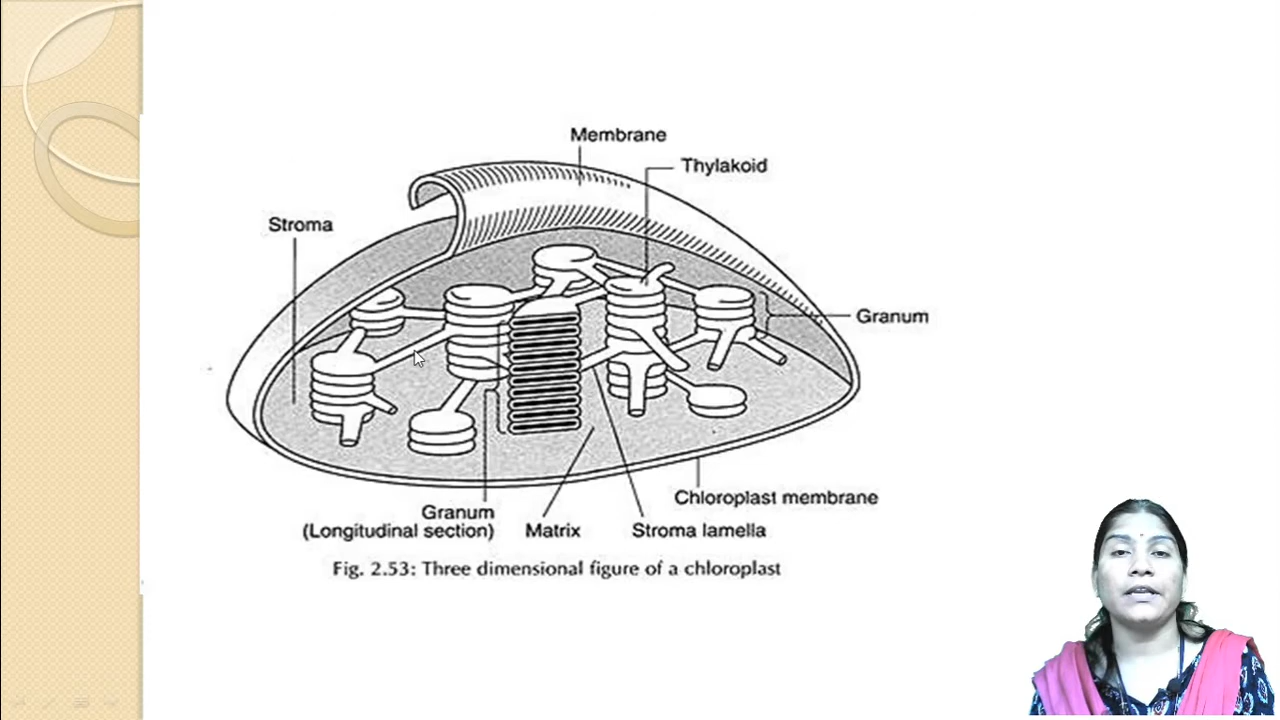 Membrane
Thylakoid
Stroma
Granum
Chloroplast membrane
Granum
(Longitudinal section)
Matrix
Stroma lamella
Fig. 2.53: Three dimensional figure of a chloroplast